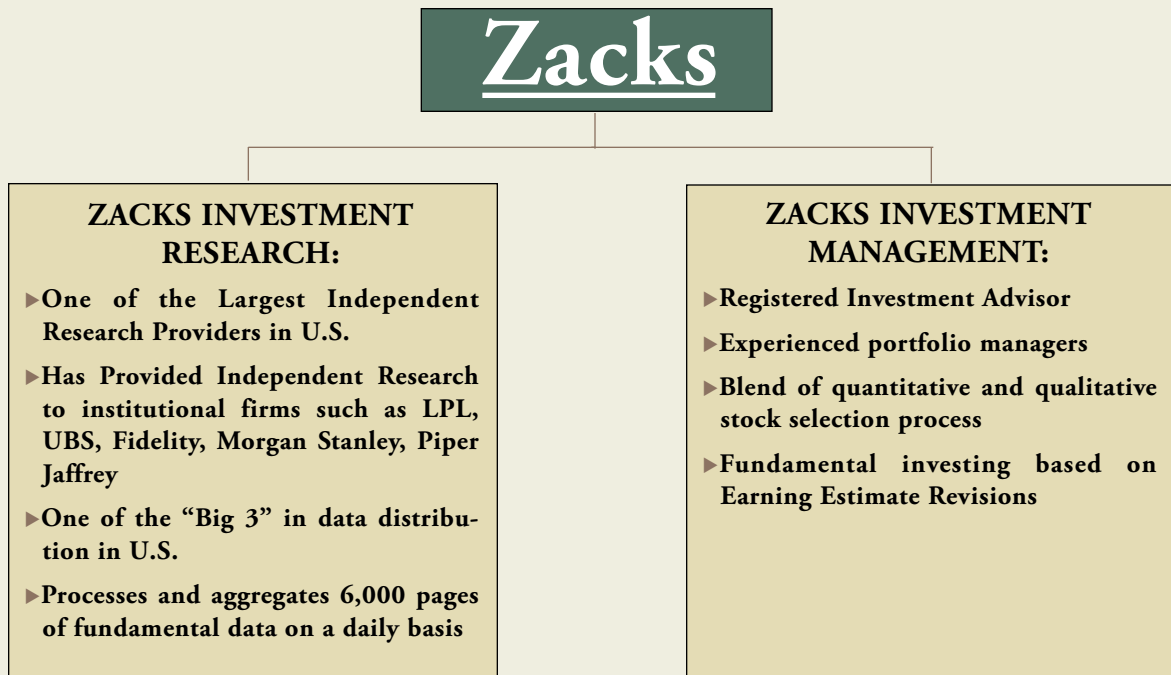 Zacks
ZACKS INVESTMENT
RESEARCH:
▶One of the Largest Independent
Research Providers in U.S.
▶Has Provided Independent Research
to institutional firms such as LPL,
UBS, Fidelity, Morgan Stanley, Piper
Jaffrey
▶One of the “Big 3” in data distribu-
tion in U.S.
▶Processes and aggregates 6,000 pages
of fundamental data on a daily basis
ZACKS INVESTMENT
MANAGEMENT:
▶Registered Investment Advisor
▶Experienced portfolio managers
▶Blend of quantitative and qualitative
stock selection process
▶Fundamental investing based on
Earning Estimate Revisions